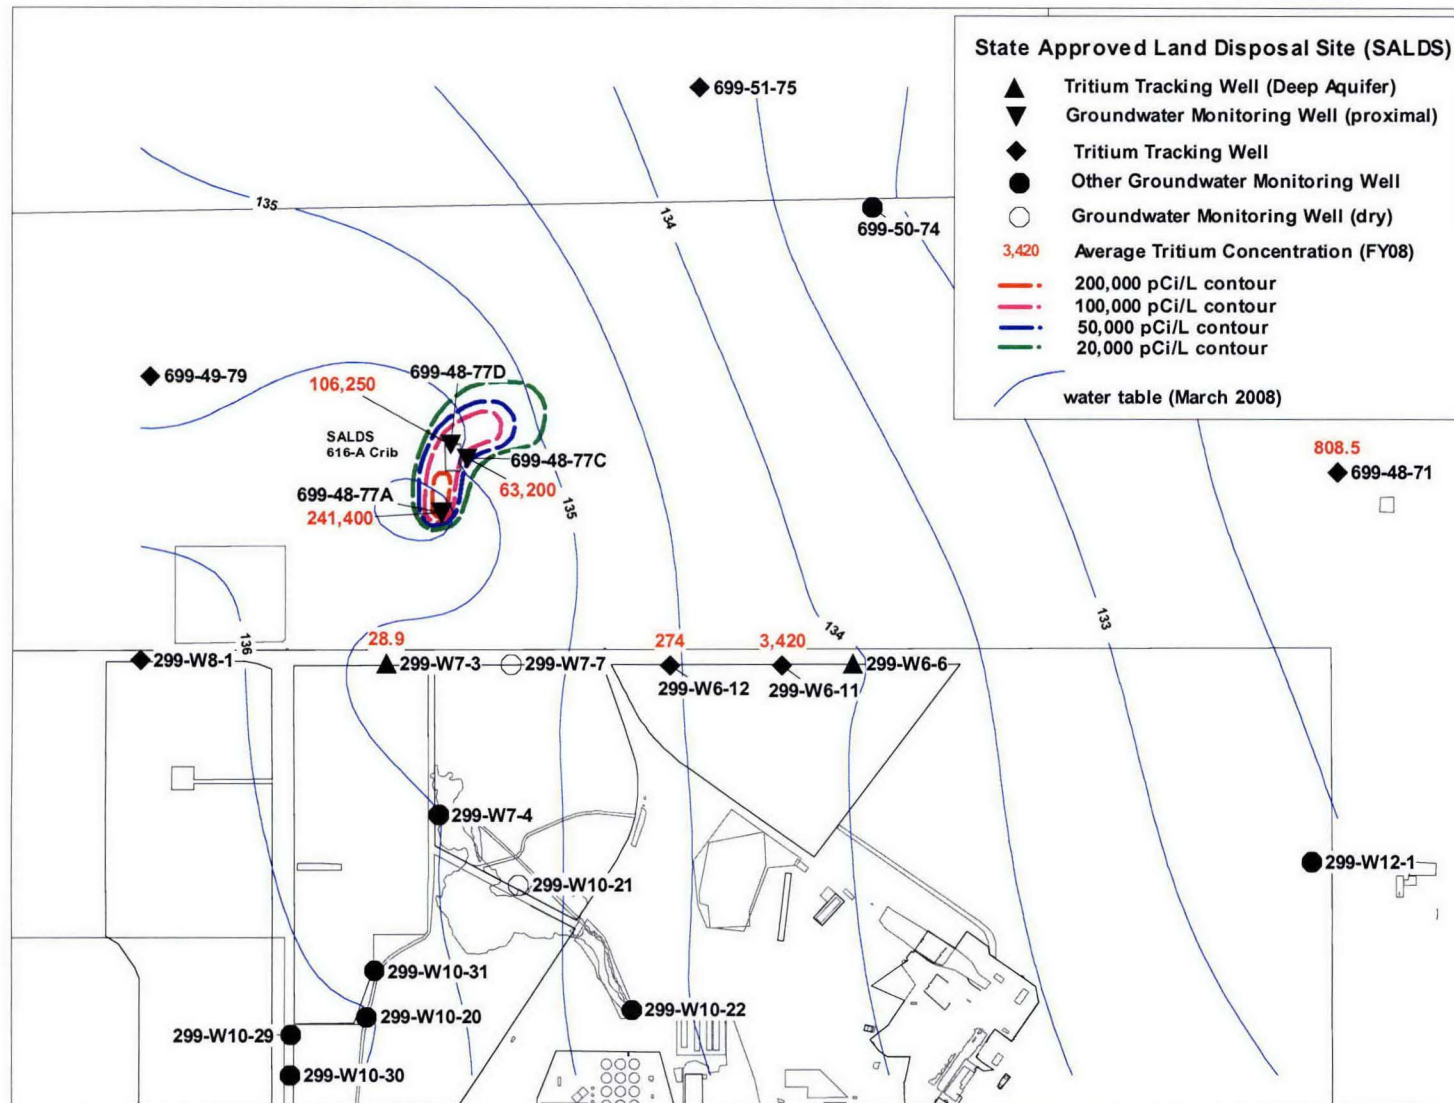 State Approved Land Disposal Site (SALDS)
Tritium Tracking Well (Deep Aquifer)
Groundwater Monitoring Well (proximal)
Tritium Tracking Well
Other Groundwater Monitoring Well
Groundwater Monitoring Well (dry)
3,420 Average Tritium Concentration (FY08)
200,000 pCi/L contour
100,000 pCi/L contour
50,000 pCi/L contour
20,000 pCi/L contour
water table (March 2008)
699-51-75
135
134
699-50-74
699-49-79
699-48-77D
106,250
SALDS
616-A Crib
699-48-77C
63,200
699-48-77A
241,400
808.5
699-48-71
135
136
134
133
28.9
274
3,420
299-W8-1
299-W7-3
299-W7-7
299-W6-12
299-W6-11
299-W6-6
299-W7-4
299-W12-1
299-W10-21
299-W10-31
299-W10-20
299-W10-22
299-W10-29
299-W10-30